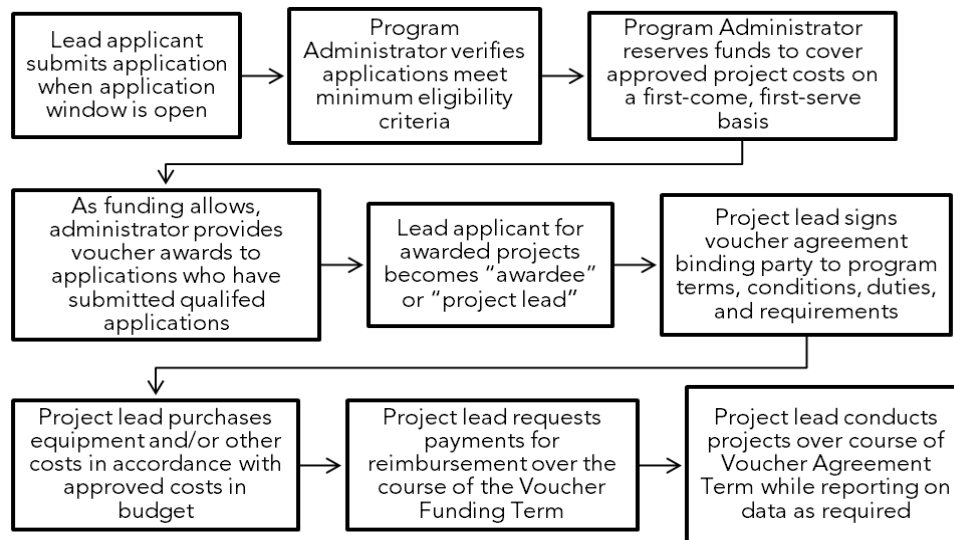 Lead applicant
submits application
when application
window is open
Program
Administrator verifies
applications meet
minimum eligibility
criteria
Program Administrator
reserves funds to cover
approved project costs on
a first-come, first-serve
basis
As funding allows,
administrator provides
voucher awards to
applications who have
submitted qualifed
applications
Lead applicant for
awarded projects
becomes “awardee”
or “project lead”
Project lead signs
voucher agreement
binding party to program
terms, conditions, duties,
and requirements
Project lead purchases
equipment and/or other
costs in accordance with
approved costs in
budget
Project lead requests
payments for
reimbursement over the
course of the Voucher
Funding Term
Project lead conducts
projects over course of
Voucher Agreement
Term while reporting on
data as required